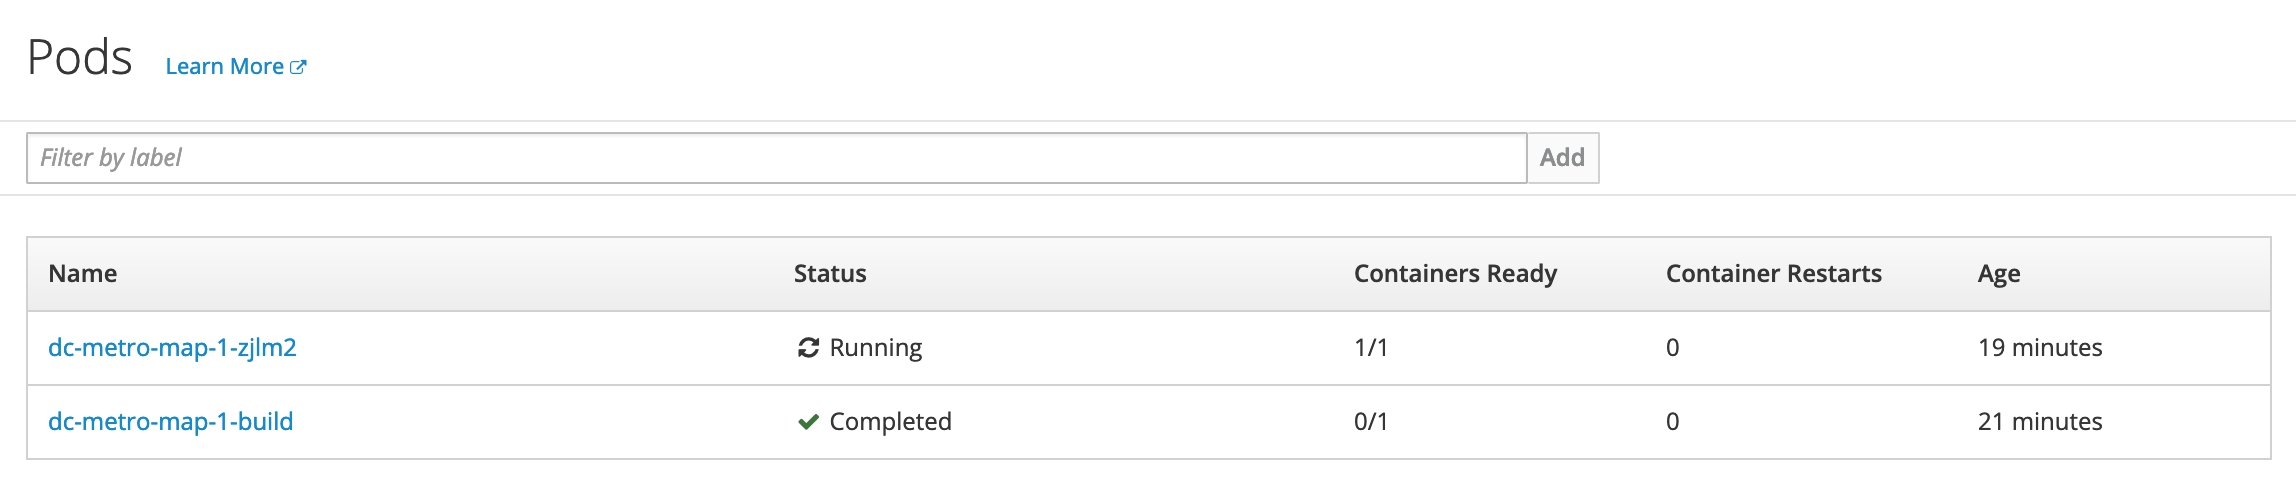 Pods Learn More
Filter by label Add
Name Status Containers Ready Container Restarts Age
dc-metro-map-1-zjlm2 Running 1/1 0 19 minutes
dc-metro-map-1-build Completed 0/1 0 21 minutes